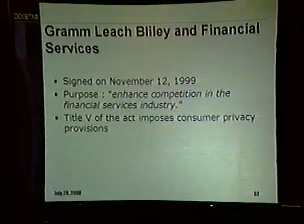 Gramm Leach Bliley and Financial
Services
• Signed on November 12, 1999
• Purpose : "enhance competition in the
financial services industry."
• Title V of the act imposes consumer privacy
provisions